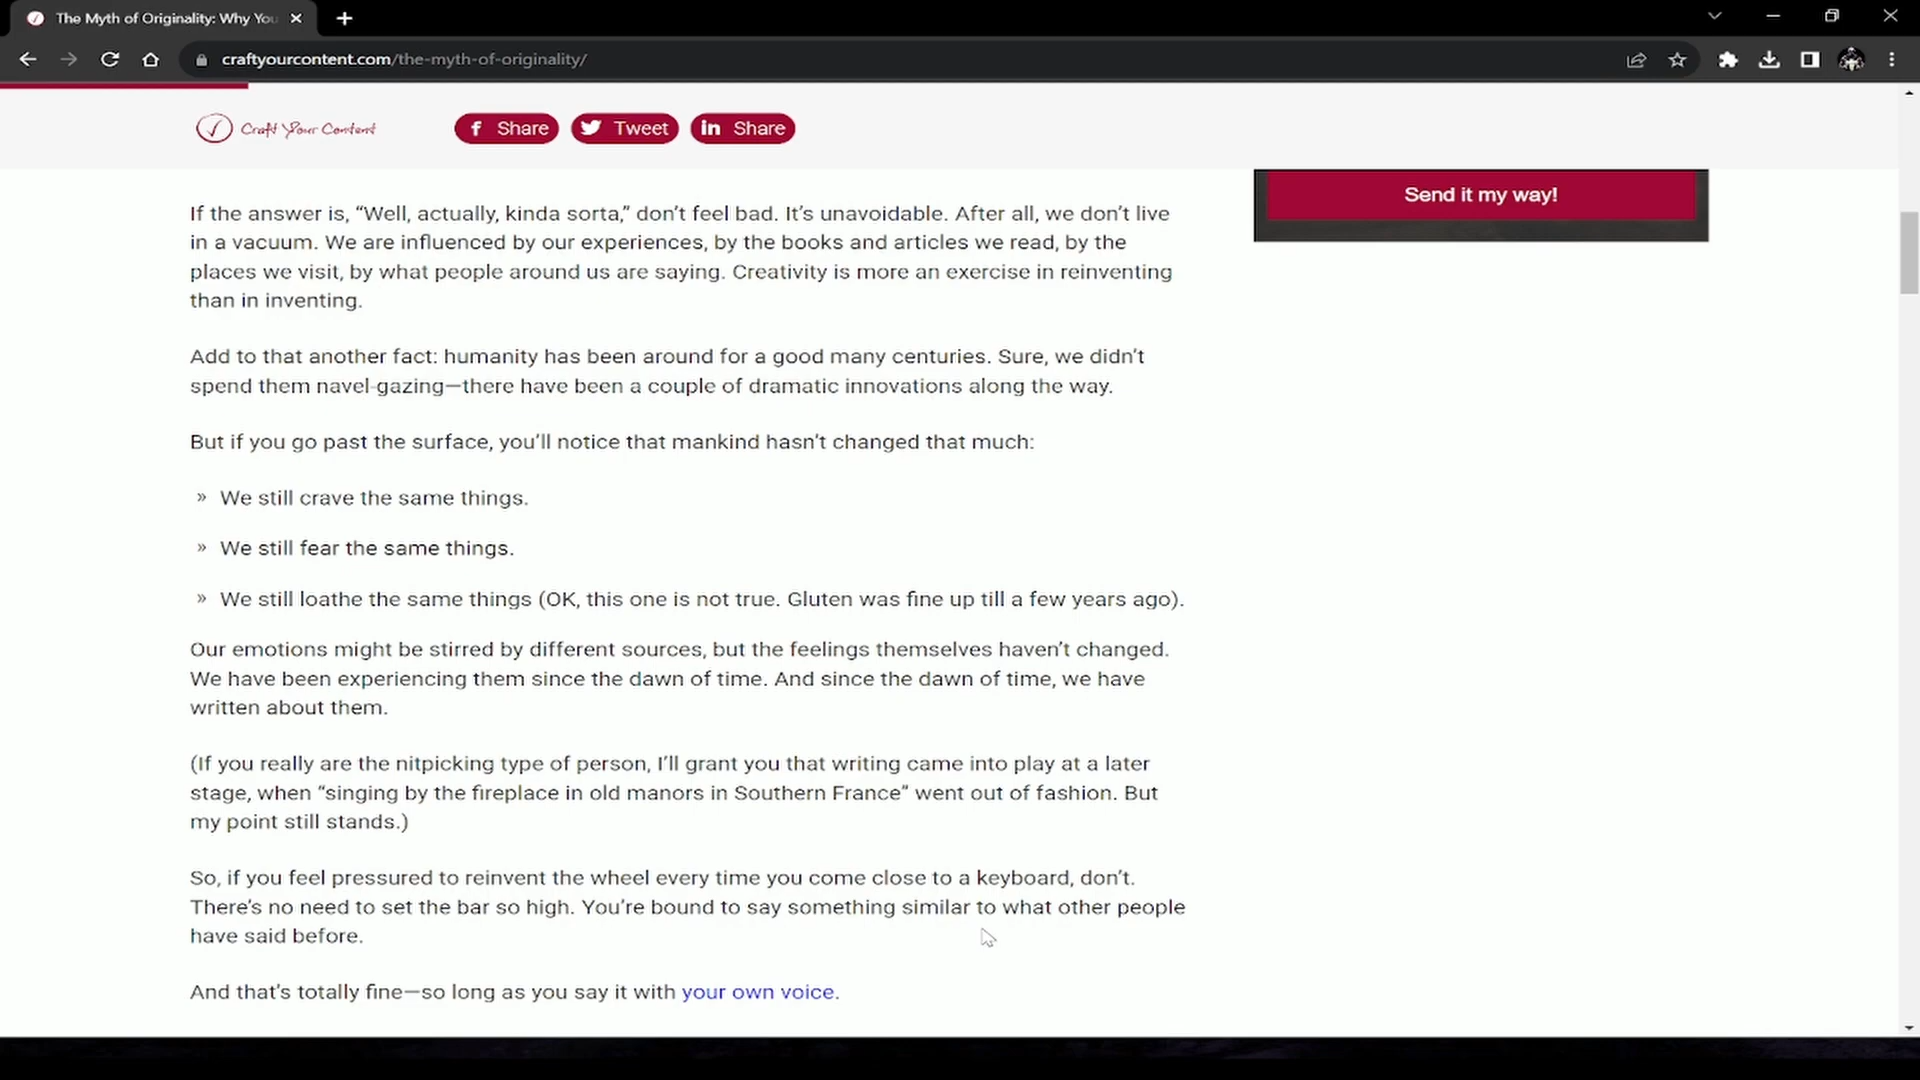 The Myth of Originality: Why You
craftyourcontent.com/the-myth-of-originality/
Craft Your Content
Share
Tweet
Share
Send it my way!
If the answer is, “Well, actually, kinda sorta,” don’t feel bad. It’s unavoidable. After all, we don’t live
in a vacuum. We are influenced by our experiences, by the books and articles we read, by the
places we visit, by what people around us are saying. Creativity is more an exercise in reinventing
than in inventing.
Add to that another fact: humanity has been around for a good many centuries. Sure, we didn’t
spend them navel-gazing—there have been a couple of dramatic innovations along the way.
But if you go past the surface, you’ll notice that mankind hasn’t changed that much:
» We still crave the same things.
» We still fear the same things.
» We still loathe the same things (OK, this one is not true. Gluten was fine up till a few years ago).
Our emotions might be stirred by different sources, but the feelings themselves haven’t changed.
We have been experiencing them since the dawn of time. And since the dawn of time, we have
written about them.
(If you really are the nitpicking type of person, I’ll grant you that writing came into play at a later
stage, when “singing by the fireplace in old manors in Southern France” went out of fashion. But
my point still stands.)
So, if you feel pressured to reinvent the wheel every time you come close to a keyboard, don’t.
There’s no need to set the bar so high. You’re bound to say something similar to what other people
have said before.
And that’s totally fine—so long as you say it with your own voice.